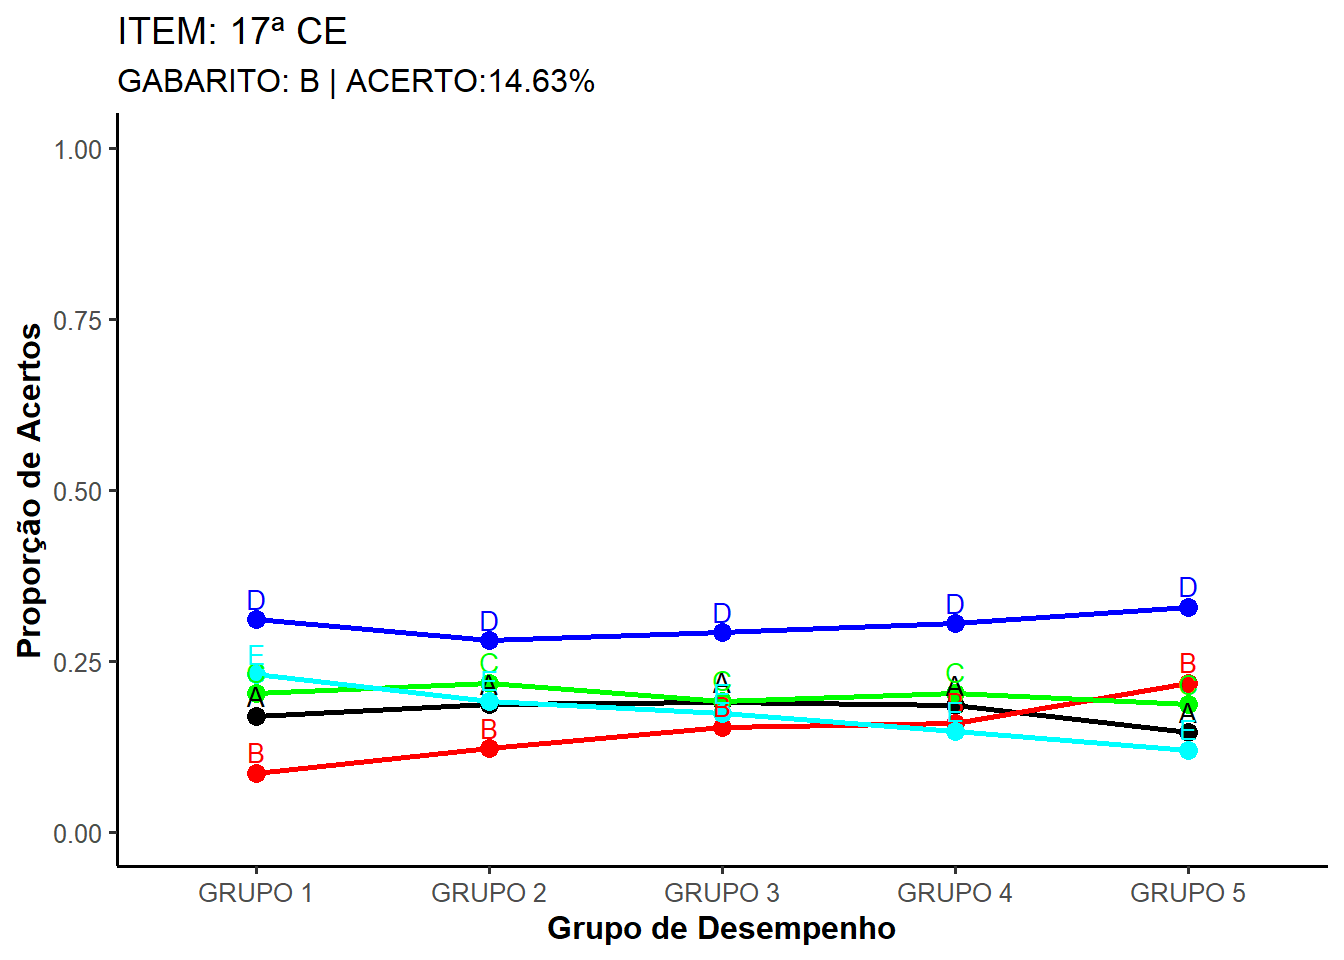 ITEM: 17ª CE
GABARITO: B | ACERTO:14.63%
1.00
0.75
0.50
0.25
0.00
Proporção de Acertos
D D D D D
E C C C B
A A A A A
B B B B E
GRUPO 1 GRUPO 2 GRUPO 3 GRUPO 4 GRUPO 5
Grupo de Desempenho